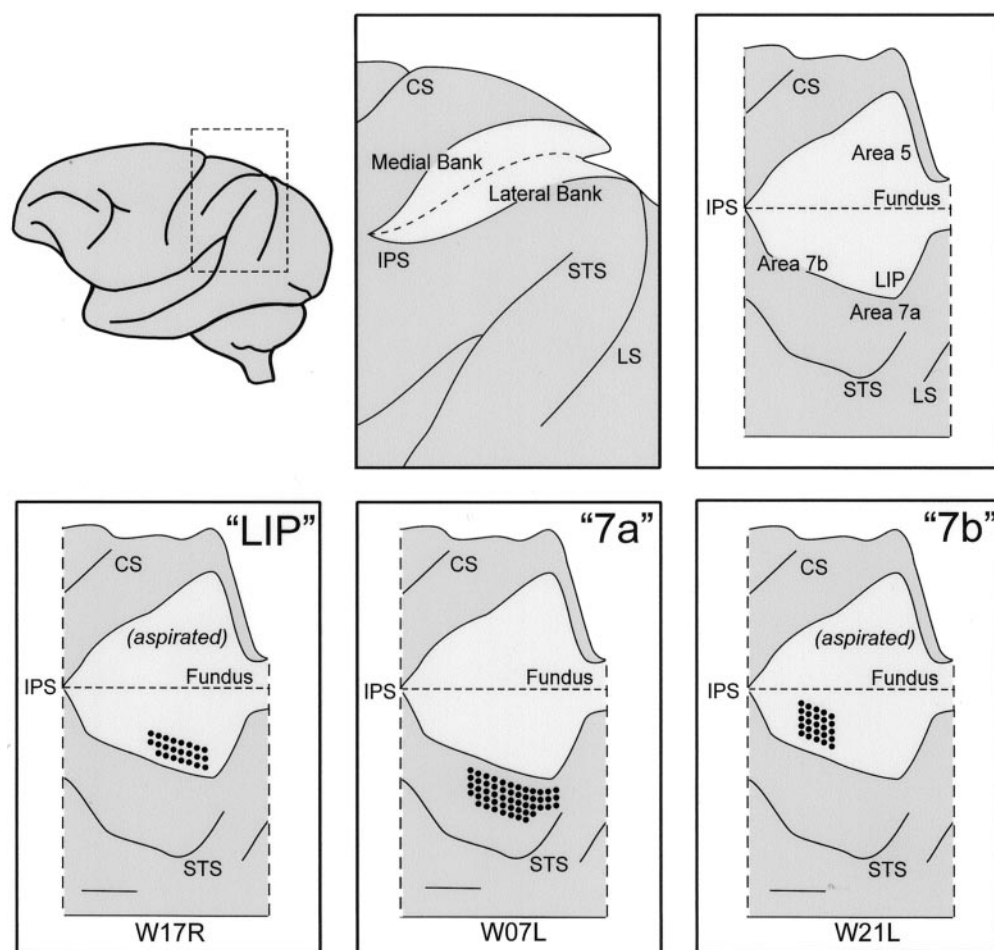 CS
Medial Bank
Lateral Bank
IPS
STS
LS
CS
Area 5
Fundus
IPS
Area 7b
LIP
Area 7a
STS
LS
“LIP”
CS
(aspirated)
Fundus
IPS
STS
W17R
“7a”
CS
Fundus
IPS
STS
W07L
“7b”
CS
(aspirated)
Fundus
IPS
STS
W21L